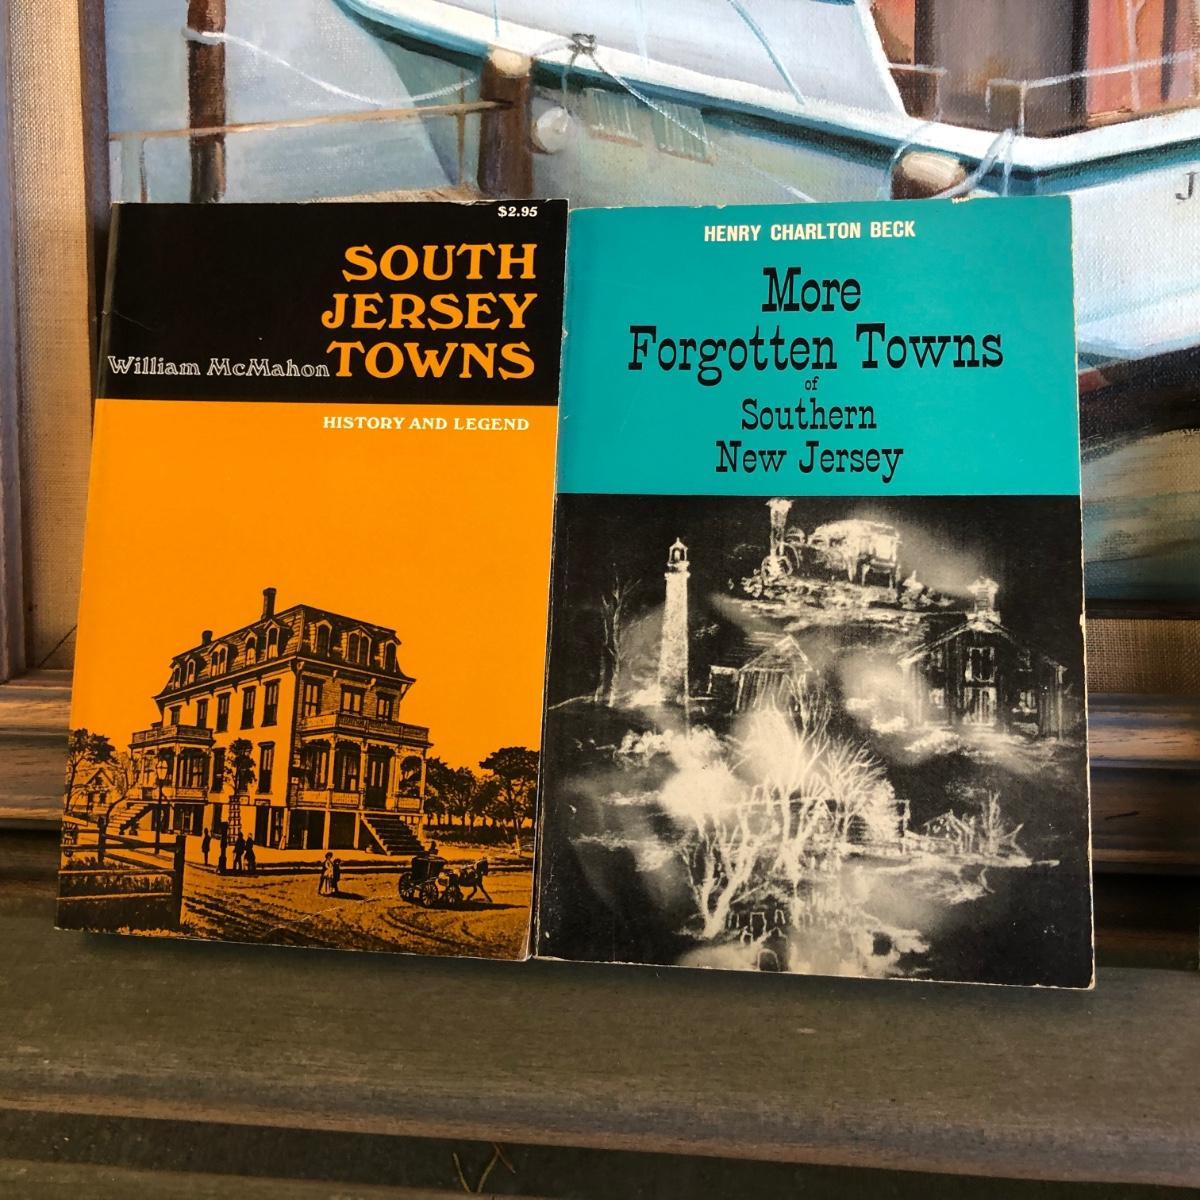 $2.95
SOUTH
JERSEY
William McMahon TOWNS
HISTORY AND LEGEND
HENRY CHARLTON BECK
More
Forgotten Towns
of
Southern
New Jersey
J